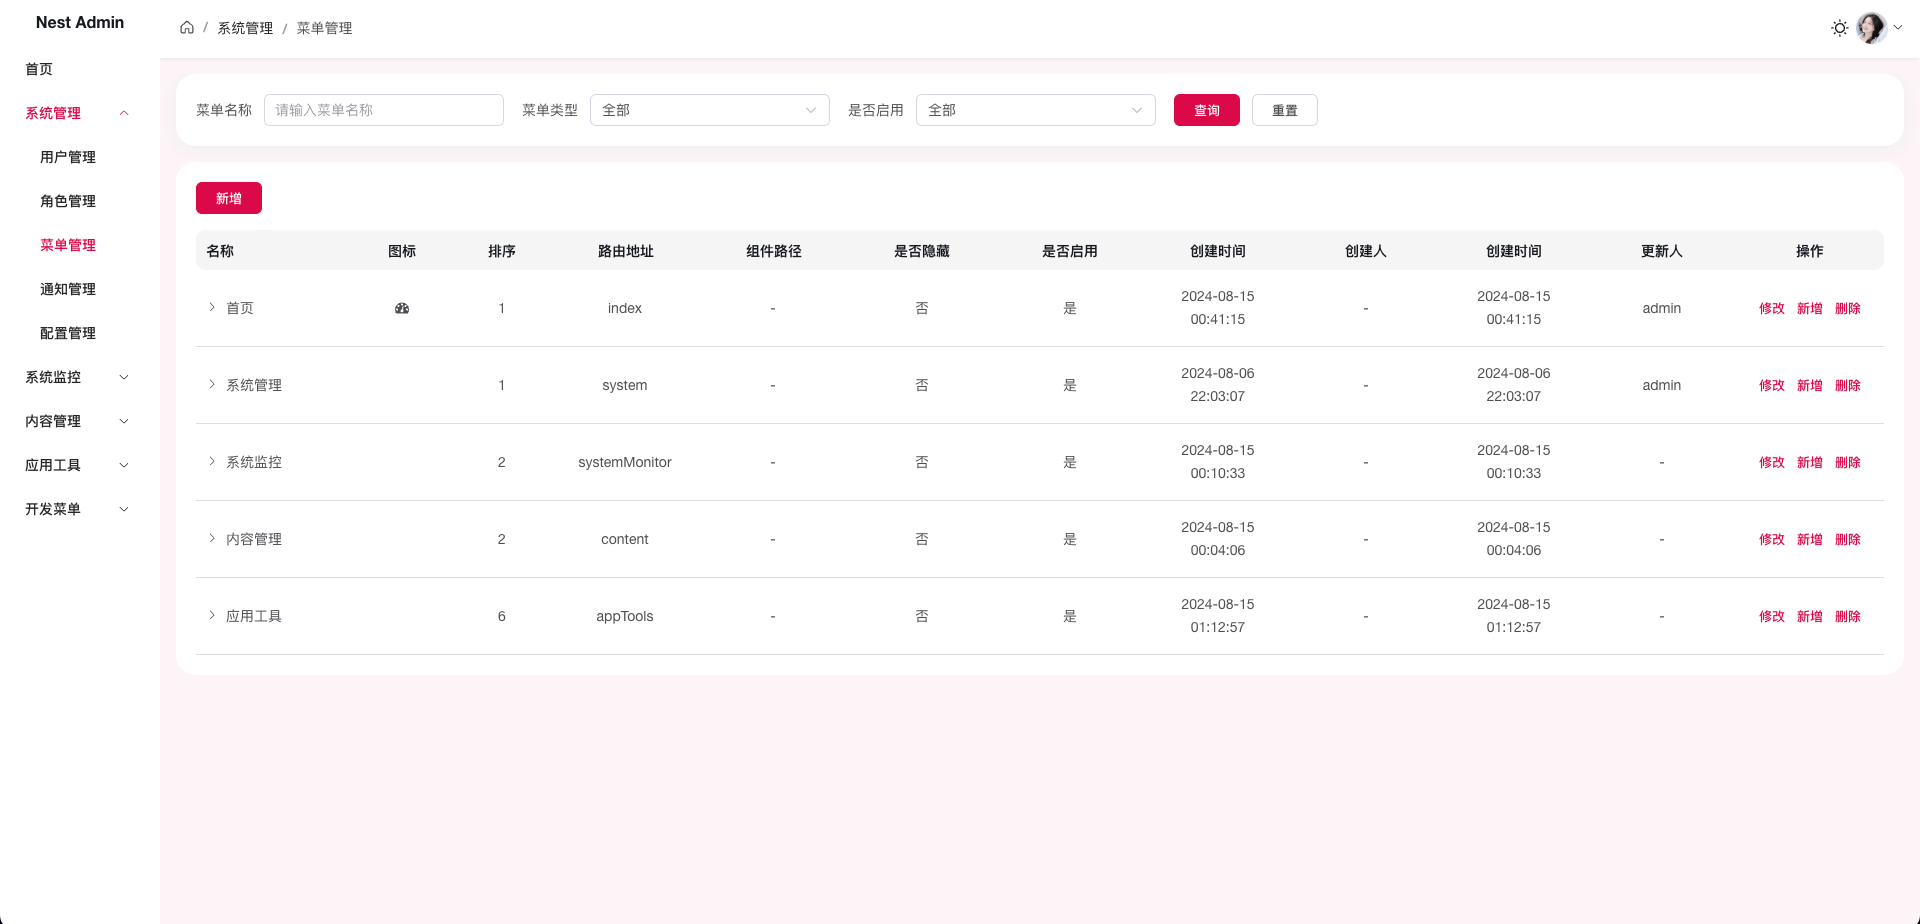 Nest Admin
首页
系统管理
用户管理
角色管理
菜单管理
通知管理
配置管理
系统监控
内容管理
应用工具
开发菜单
/ 系统管理 / 菜单管理
菜单名称 请输入菜单名称 菜单类型 全部 是否启用 全部 查询 重置
新增
名称 图标 排序 路由地址 组件路径 是否隐藏 是否启用 创建时间 创建人 创建时间 更新人 操作
首页 1 index - 否 是 2024-08-15 00:41:15 - 2024-08-15 00:41:15 admin 修改 新增 删除
系统管理 1 system - 否 是 2024-08-06 22:03:07 - 2024-08-06 22:03:07 admin 修改 新增 删除
系统监控 2 systemMonitor - 否 是 2024-08-15 00:10:33 - 2024-08-15 00:10:33 - 修改 新增 删除
内容管理 2 content - 否 是 2024-08-15 00:04:06 - 2024-08-15 00:04:06 - 修改 新增 删除
应用工具 6 appTools - 否 是 2024-08-15 01:12:57 - 2024-08-15 01:12:57 - 修改 新增 删除